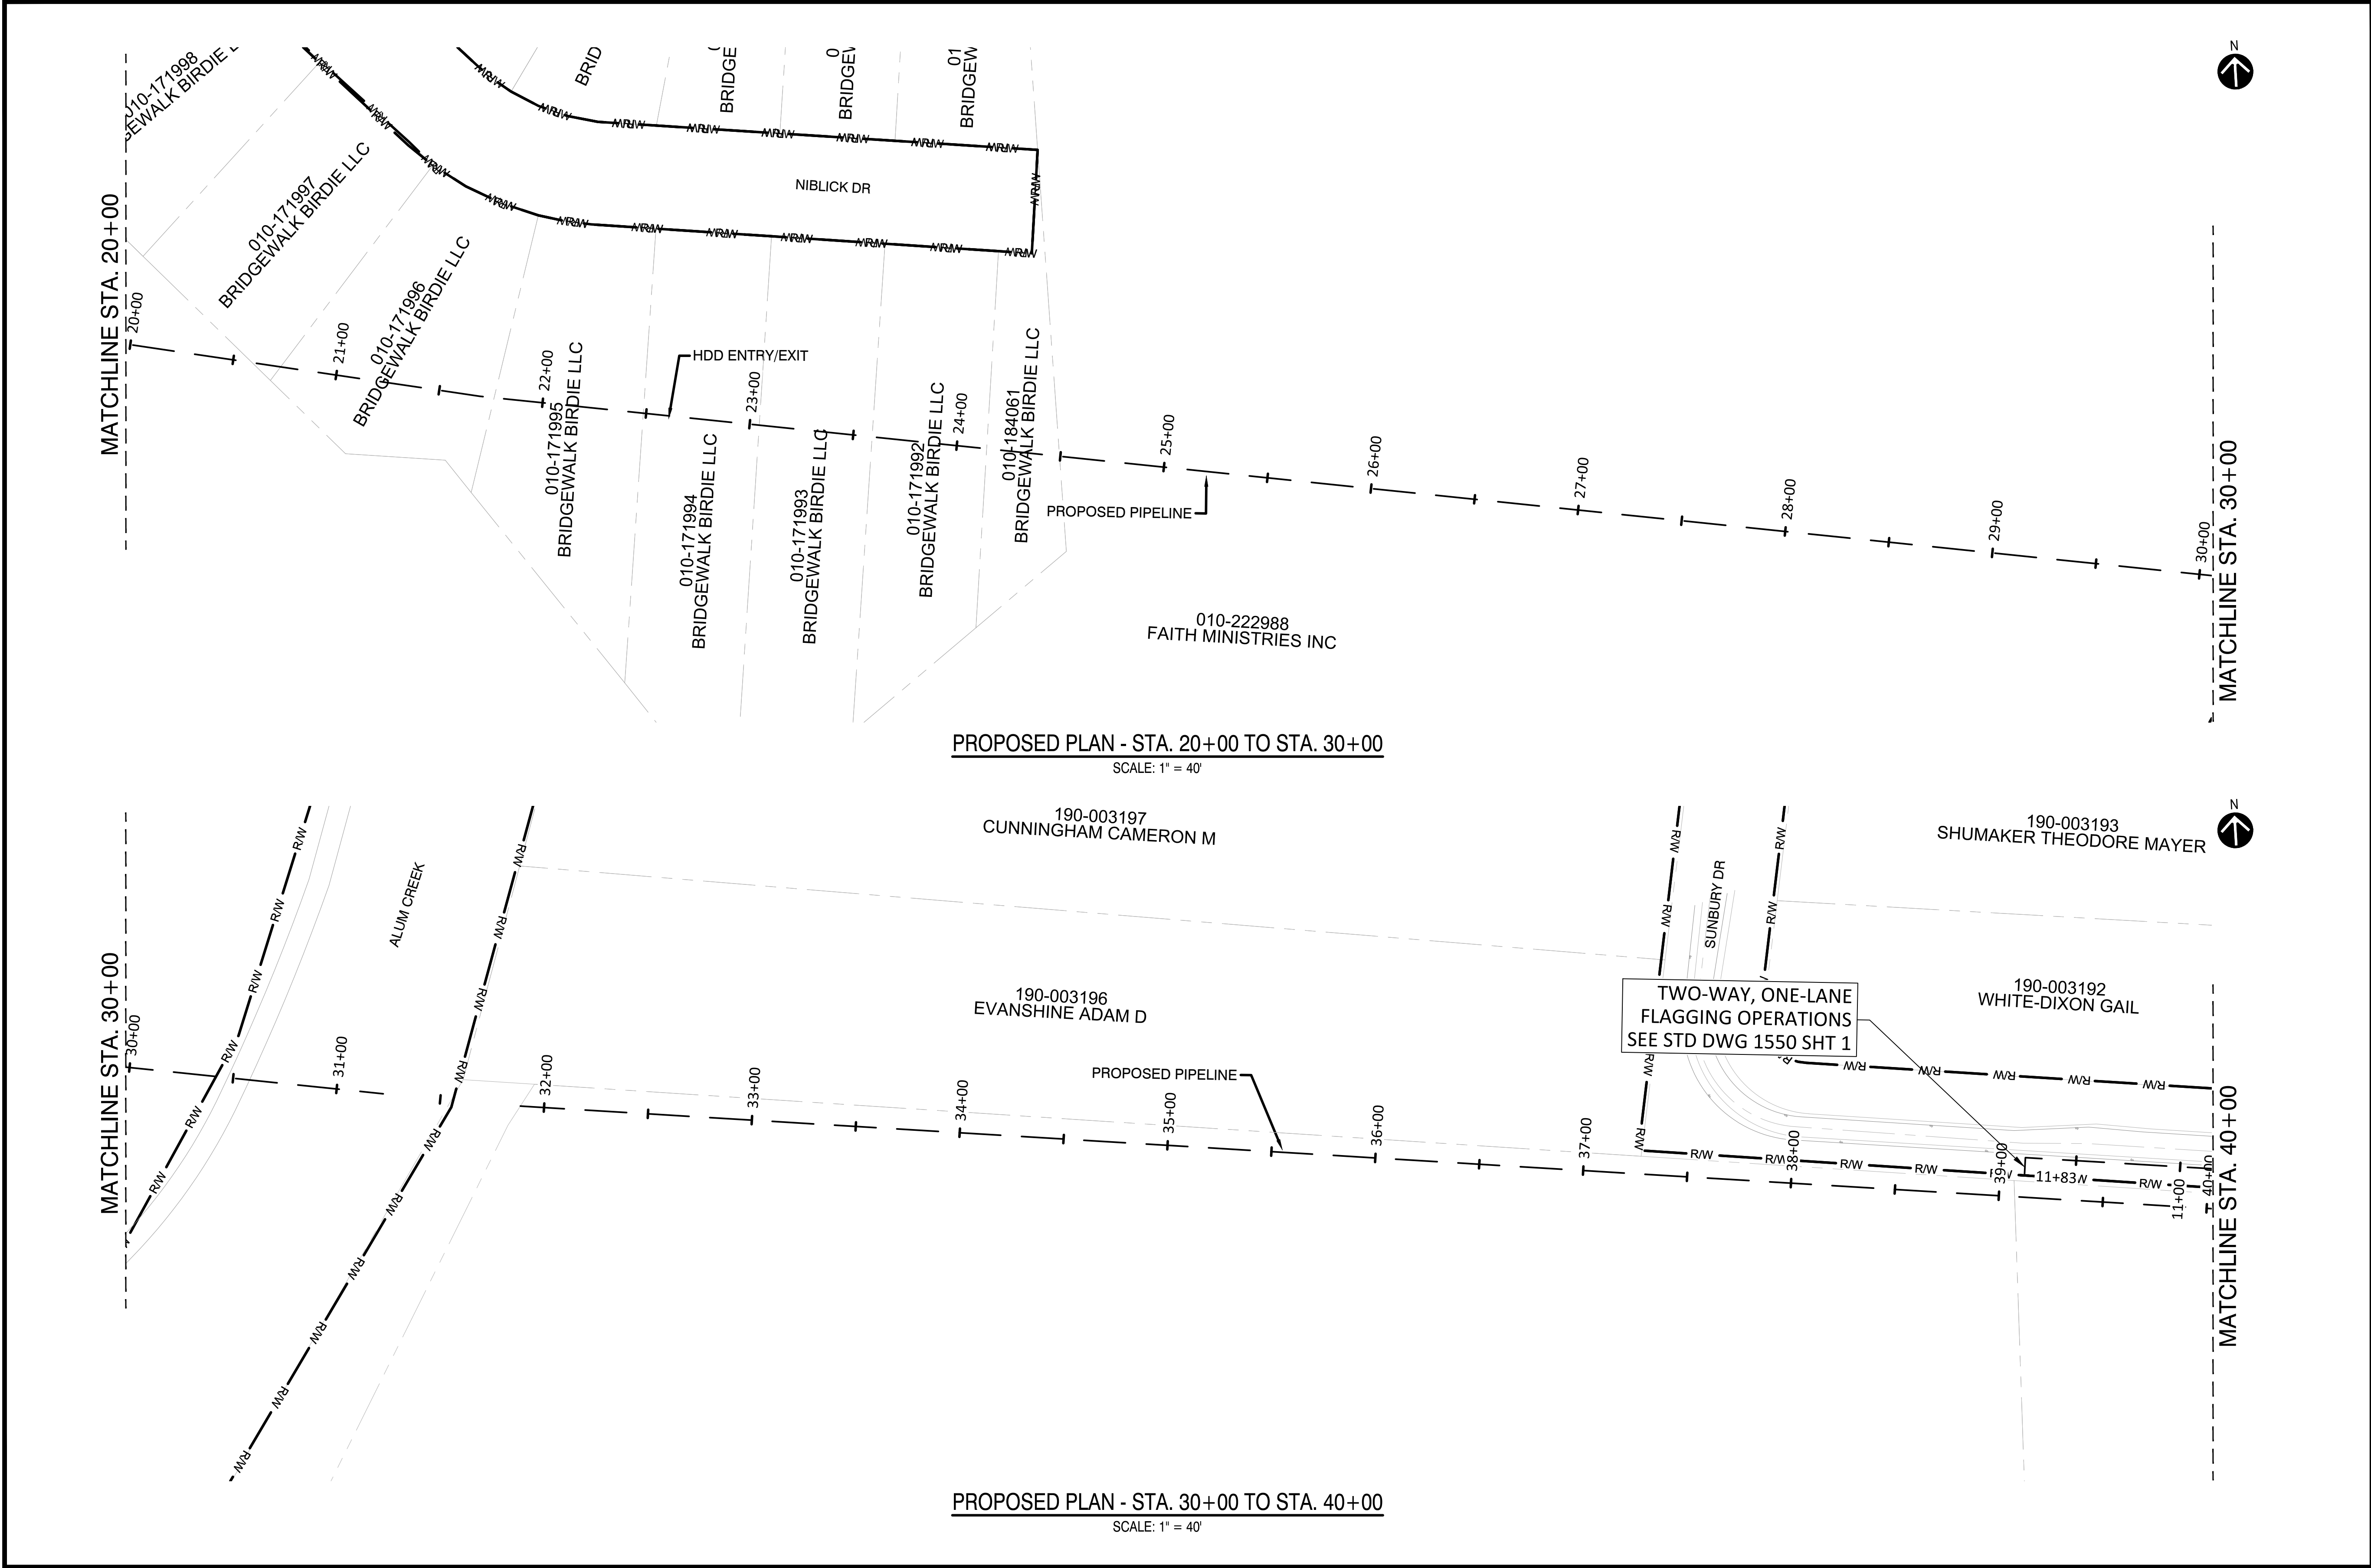 N
010-171998
GEWALK BIRDIE L
BRID
BRIDGE
0
BRIDGEW
01
BRIDGEW
R/W R/W R/W R/W R/W R/W R/W R/W R/W R/W
NIBLICK DR
R/W
R/W R/W R/W R/W R/W R/W R/W R/W R/W R/W R/W
MATCHLINE STA. 20+00
010-171997
BRIDGEWALK BIRDIE LLC
010-171996
BRIDGEWALK BIRDIE LLC
010-171995
BRIDGEWALK BIRDIE LLC
010-171994
BRIDGEWALK BIRDIE LLC
010-171993
BRIDGEWALK BIRDIE LLC
010-171992
BRIDGEWALK BIRDIE LLC
010-184061
BRIDGEWALK BIRDIE LLC
HDD ENTRY/EXIT
20+00
21+00
22+00
23+00
24+00
25+00
26+00
27+00
28+00
29+00
30+00
PROPOSED PIPELINE
010-222988
FAITH MINISTRIES INC
MATCHLINE STA. 30+00
PROPOSED PLAN - STA. 20+00 TO STA. 30+00
SCALE: 1" = 40'
N
MATCHLINE STA. 30+00
R/W R/W R/W R/W R/W R/W
ALUM CREEK
R/W R/W R/W R/W R/W R/W R/W R/W R/W R/W
190-003197
CUNNINGHAM CAMERON M
190-003196
EVANSHINE ADAM D
R/W R/W
SUNBURY DR
R/W R/W
190-003193
SHUMAKER THEODORE MAYER
190-003192
WHITE-DIXON GAIL
TWO-WAY, ONE-LANE
FLAGGING OPERATIONS
SEE STD DWG 1550 SHT 1
R/W R/W
R/W R/W R/W R/W R/W
PROPOSED PIPELINE
30+00
31+00
32+00
33+00
34+00
35+00
36+00
37+00
38+00
39+00
40+00
R/W R/W R/W R/W R/W
11+83
11+00
MATCHLINE STA. 40+00
PROPOSED PLAN - STA. 30+00 TO STA. 40+00
SCALE: 1" = 40'